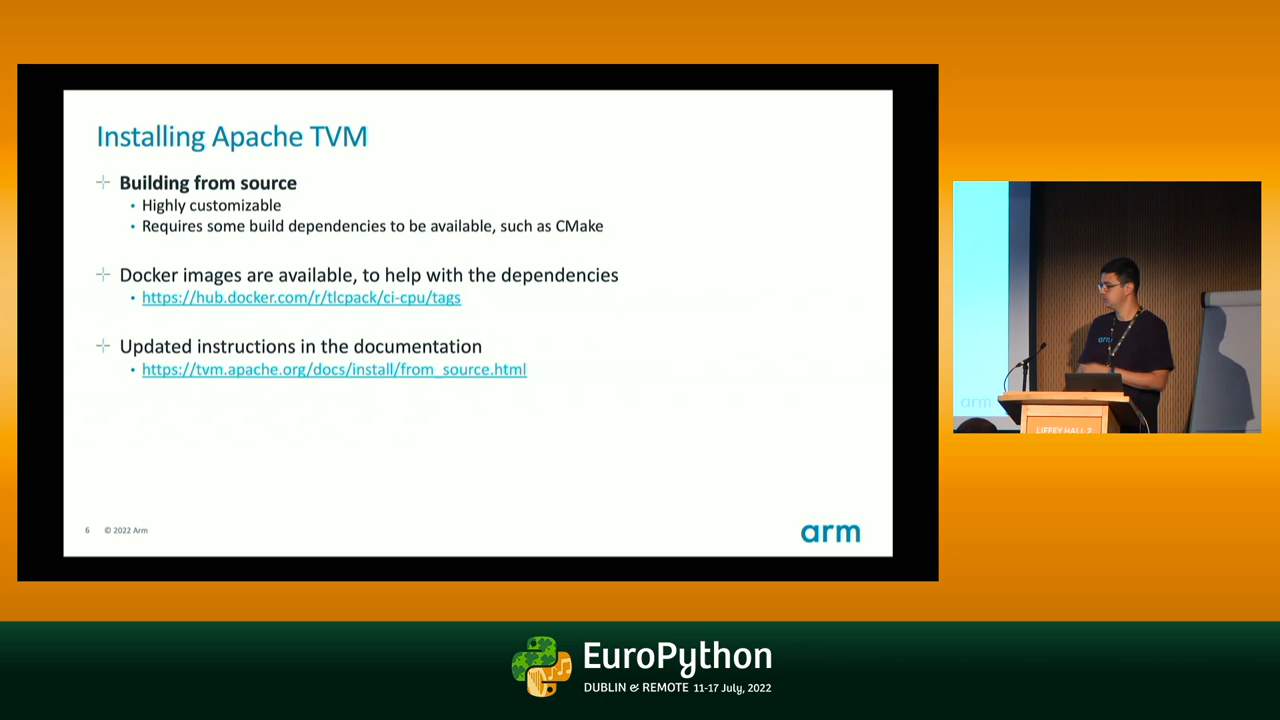 Installing Apache TVM
Building from source
• Highly customizable
• Requires some build dependencies to be available, such as CMake
Docker images are available, to help with the dependencies
• https://hub.docker.com/r/tlcpack/ci-cpu/tags
Updated instructions in the documentation
• https://tvm.apache.org/docs/install/from_source.html
6 © 2022 Arm
arm
arm
arm
LIFFEY HALL 2
EuroPython
DUBLIN & REMOTE 11-17 July, 2022